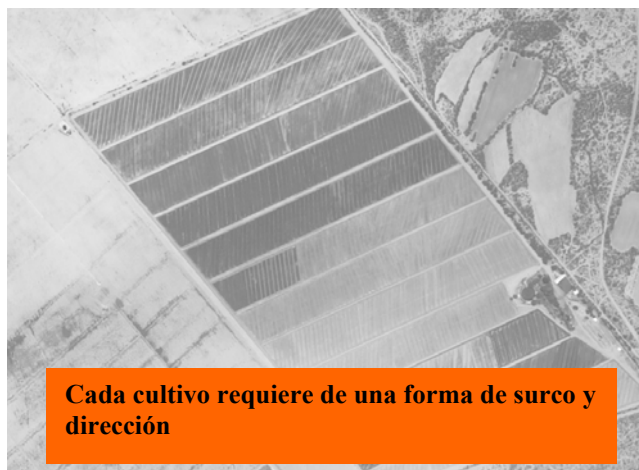 Cada cultivo requiere de una forma de surco y
dirección